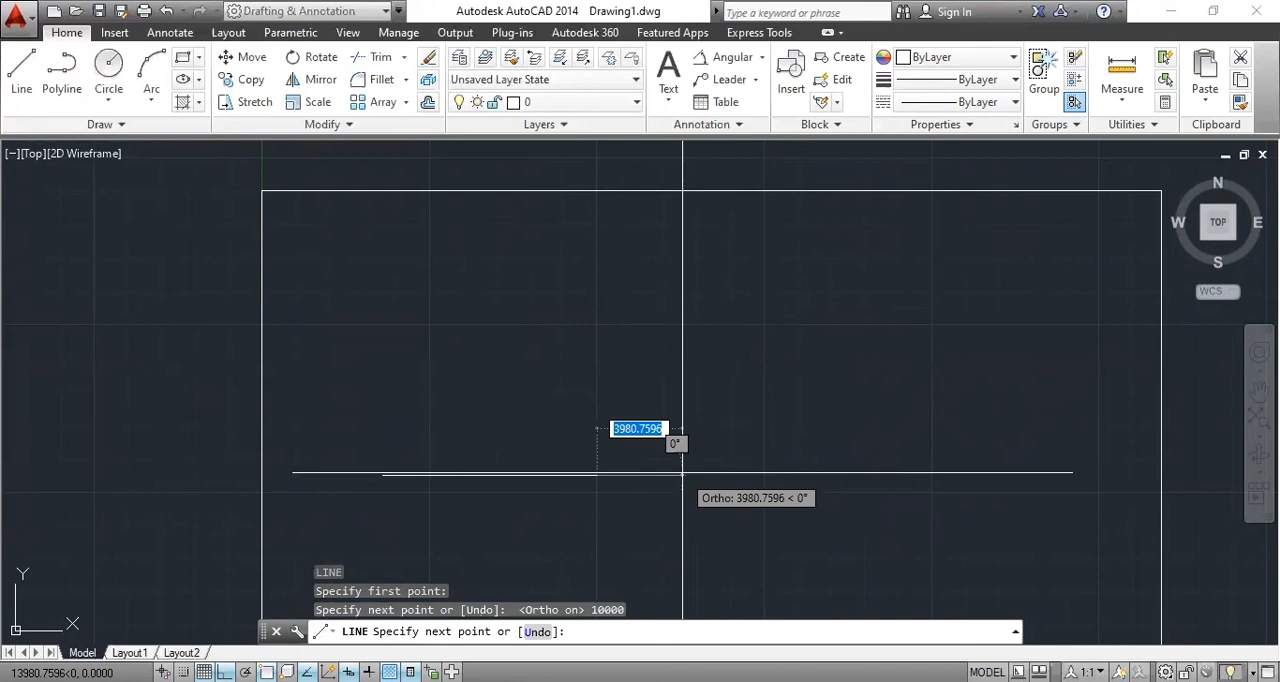 Drafting & Annotation
Autodesk AutoCAD 2014 Drawing1.dwg
Type a keyword or phrase
Sign In
Home Insert Annotate Layout Parametric View Manage Output Plug-ins Autodesk 360 Featured Apps Express Tools
Line Polyline Circle Arc
Move Rotate Trim
Copy Mirror Fillet
Stretch Scale Array
Unsaved Layer State
0
Text
Angular
Leader
Table
Insert
Create
Edit
ByLayer
ByLayer
ByLayer
Group
Measure
Paste
Draw Modify Layers Annotation Block Properties Groups Utilities Clipboard
[−][Top][2D Wireframe]
N
W TOP E
S
WCS
3980.7596
0°
Ortho: 3980.7596 < 0°
Y
X
LINE
Specify first point:
Specify next point or [Undo]: <Ortho on> 10000
LINE Specify next point or [Undo]:
Model Layout1 Layout2
13980.7596<0, 0.0000
MODEL
1:1